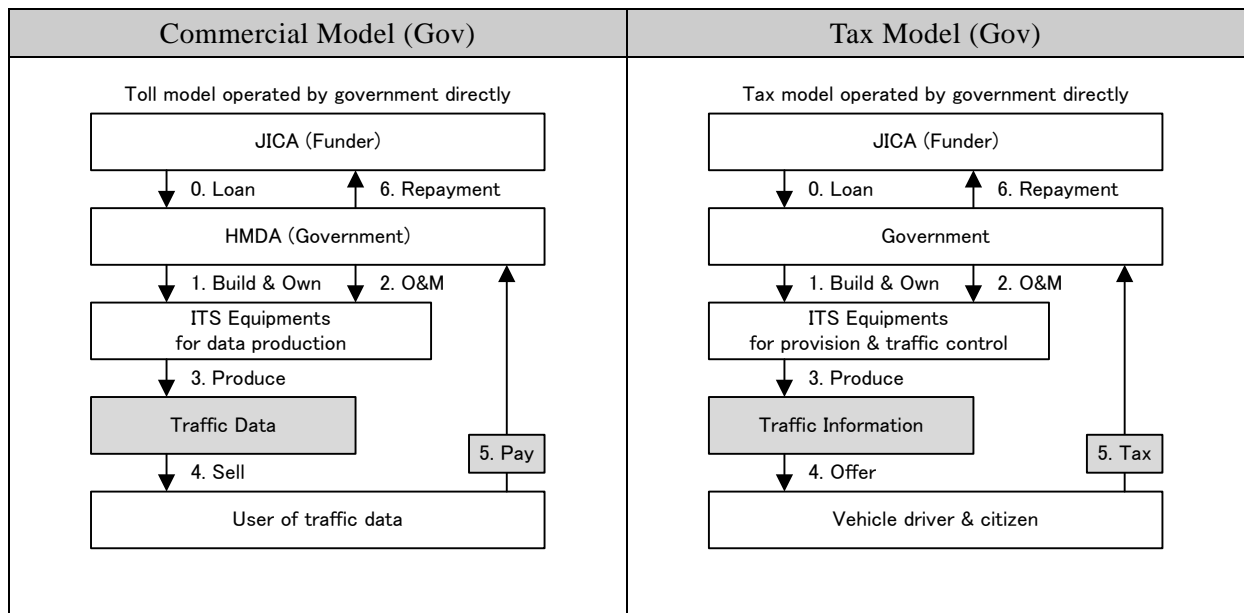 Commercial Model (Gov)
Toll model operated by government directly
JICA (Funder)
0. Loan
6. Repayment
HMDA (Government)
1. Build & Own
2. O&M
ITS Equipments
for data production
3. Produce
Traffic Data
4. Sell
5. Pay
User of traffic data
Tax Model (Gov)
Tax model operated by government directly
JICA (Funder)
0. Loan
6. Repayment
Government
1. Build & Own
2. O&M
ITS Equipments
for provision & traffic control
3. Produce
Traffic Information
4. Offer
5. Tax
Vehicle driver & citizen